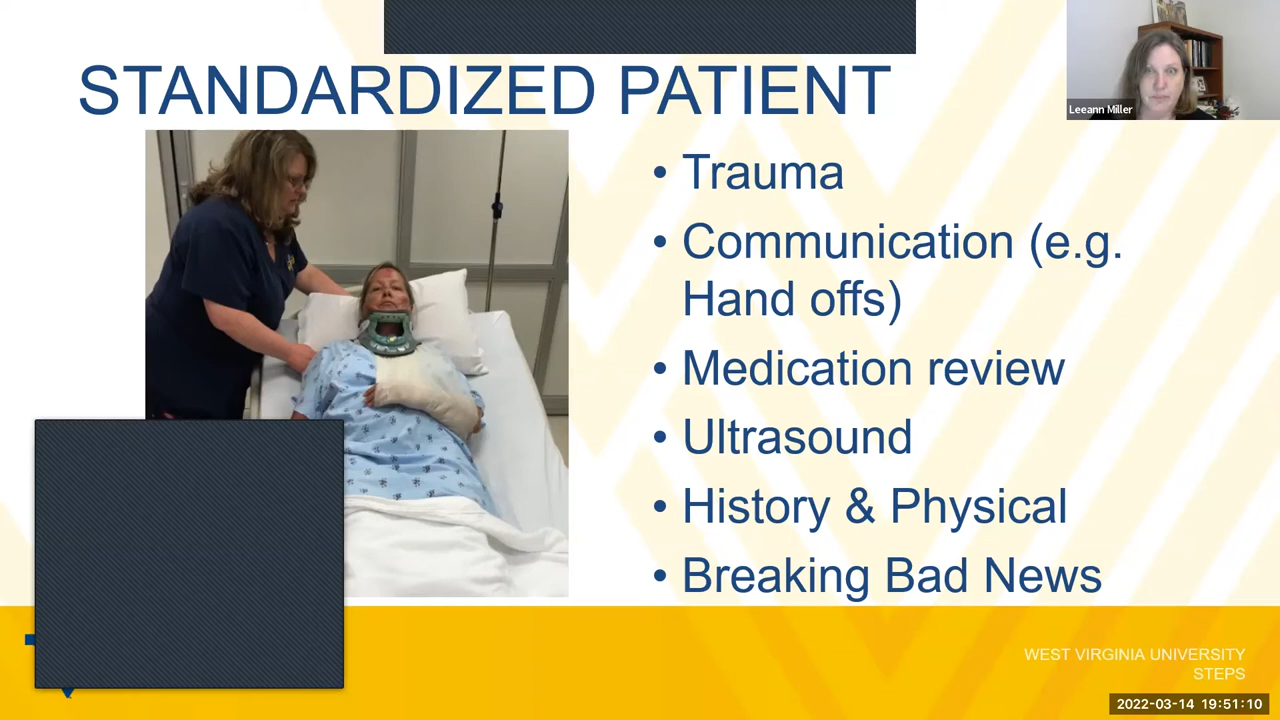 STANDARDIZED PATIENT
Leeann Miller
• Trauma
• Communication (e.g.
Hand offs)
• Medication review
• Ultrasound
• History & Physical
• Breaking Bad News
WEST VIRGINIA UNIVERSITY
STEPS
2022-03-14 19:51:10